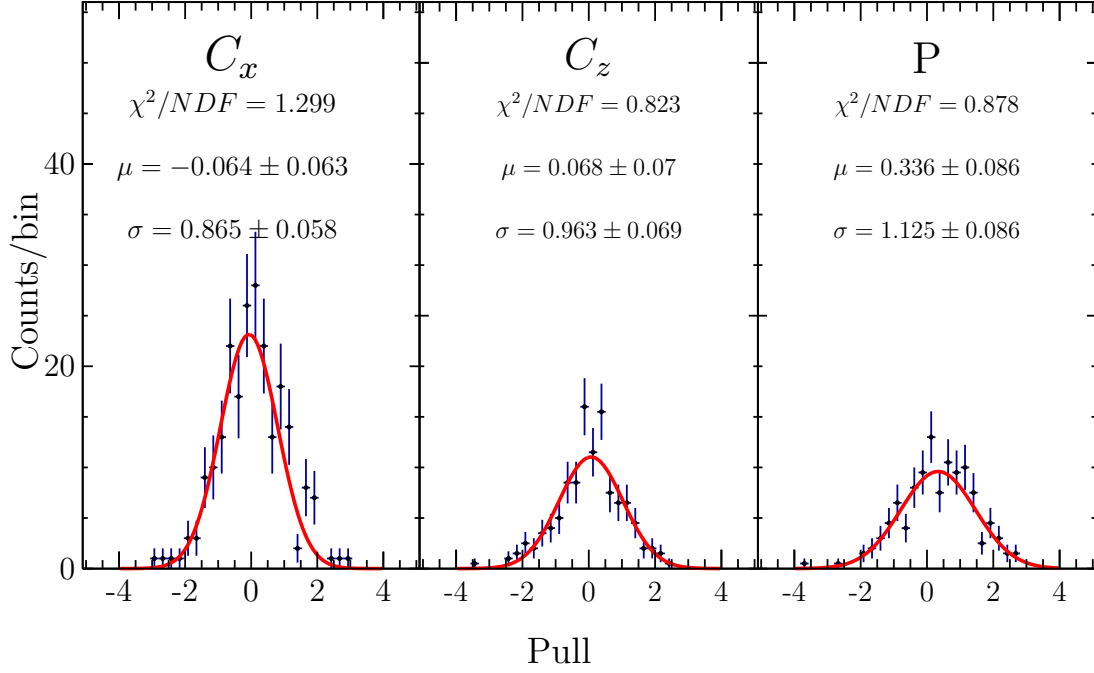 C_x
χ²/NDF = 1.299
μ = −0.064 ± 0.063
σ = 0.865 ± 0.058
C_z
χ²/NDF = 0.823
μ = 0.068 ± 0.07
σ = 0.963 ± 0.069
P
χ²/NDF = 0.878
μ = 0.336 ± 0.086
σ = 1.125 ± 0.086
Counts/bin
40
20
0
-4 -2 0 2 4
-4 -2 0 2 4
-4 -2 0 2 4
Pull